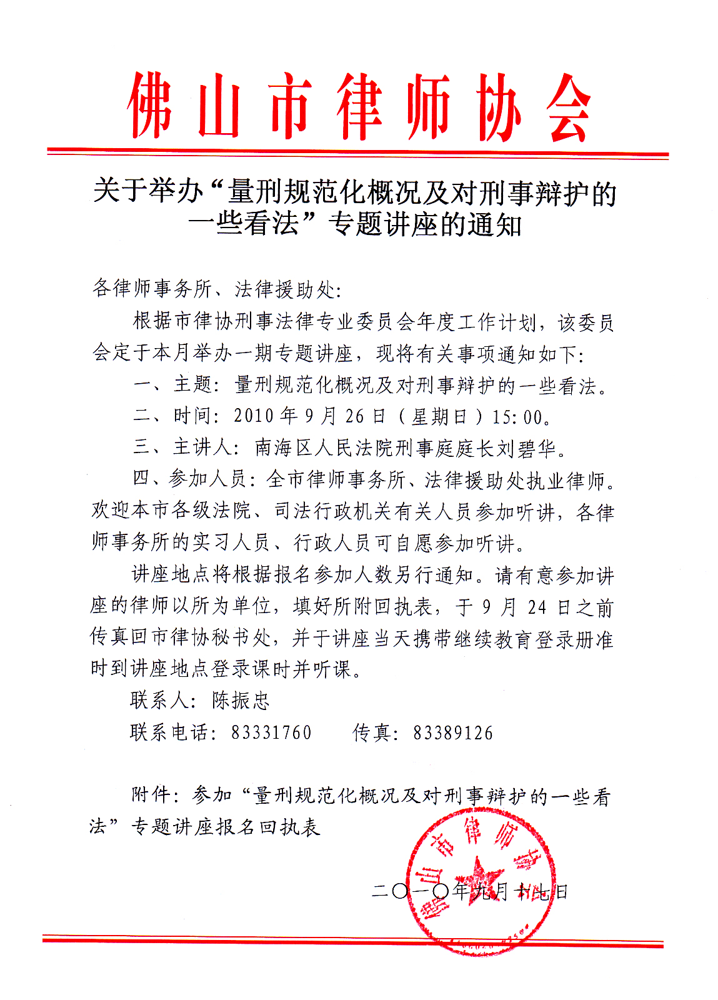 佛山市律师协会
关于举办“量刑规范化概况及对刑事辩护的
一些看法”专题讲座的通知
各律师事务所、法律援助处：
根据市律协刑事法律专业委员会年度工作计划，该委员
会定于本月举办一期专题讲座，现将有关事项通知如下：
一、主题：量刑规范化概况及对刑事辩护的一些看法。
二、时间：2010年9月26日（星期日）15:00。
三、主讲人：南海区人民法院刑事庭庭长刘碧华。
四、参加人员：全市律师事务所、法律援助处执业律师。
欢迎本市各级法院、司法行政机关有关人员参加听讲，各律
师事务所的实习人员、行政人员可自愿参加听讲。
讲座地点将根据报名参加人数另行通知。请有意参加讲
座的律师以所为单位，填好所附回执表，于9月24日之前
传真回市律协秘书处，并于讲座当天携带继续教育登录册准
时到讲座地点登录课时并听课。
联系人：陈振忠
联系电话：83331760 传真：83389126
附件：参加“量刑规范化概况及对刑事辩护的一些看
法”专题讲座报名回执表
佛山市律师协会
二〇一〇年九月十七日